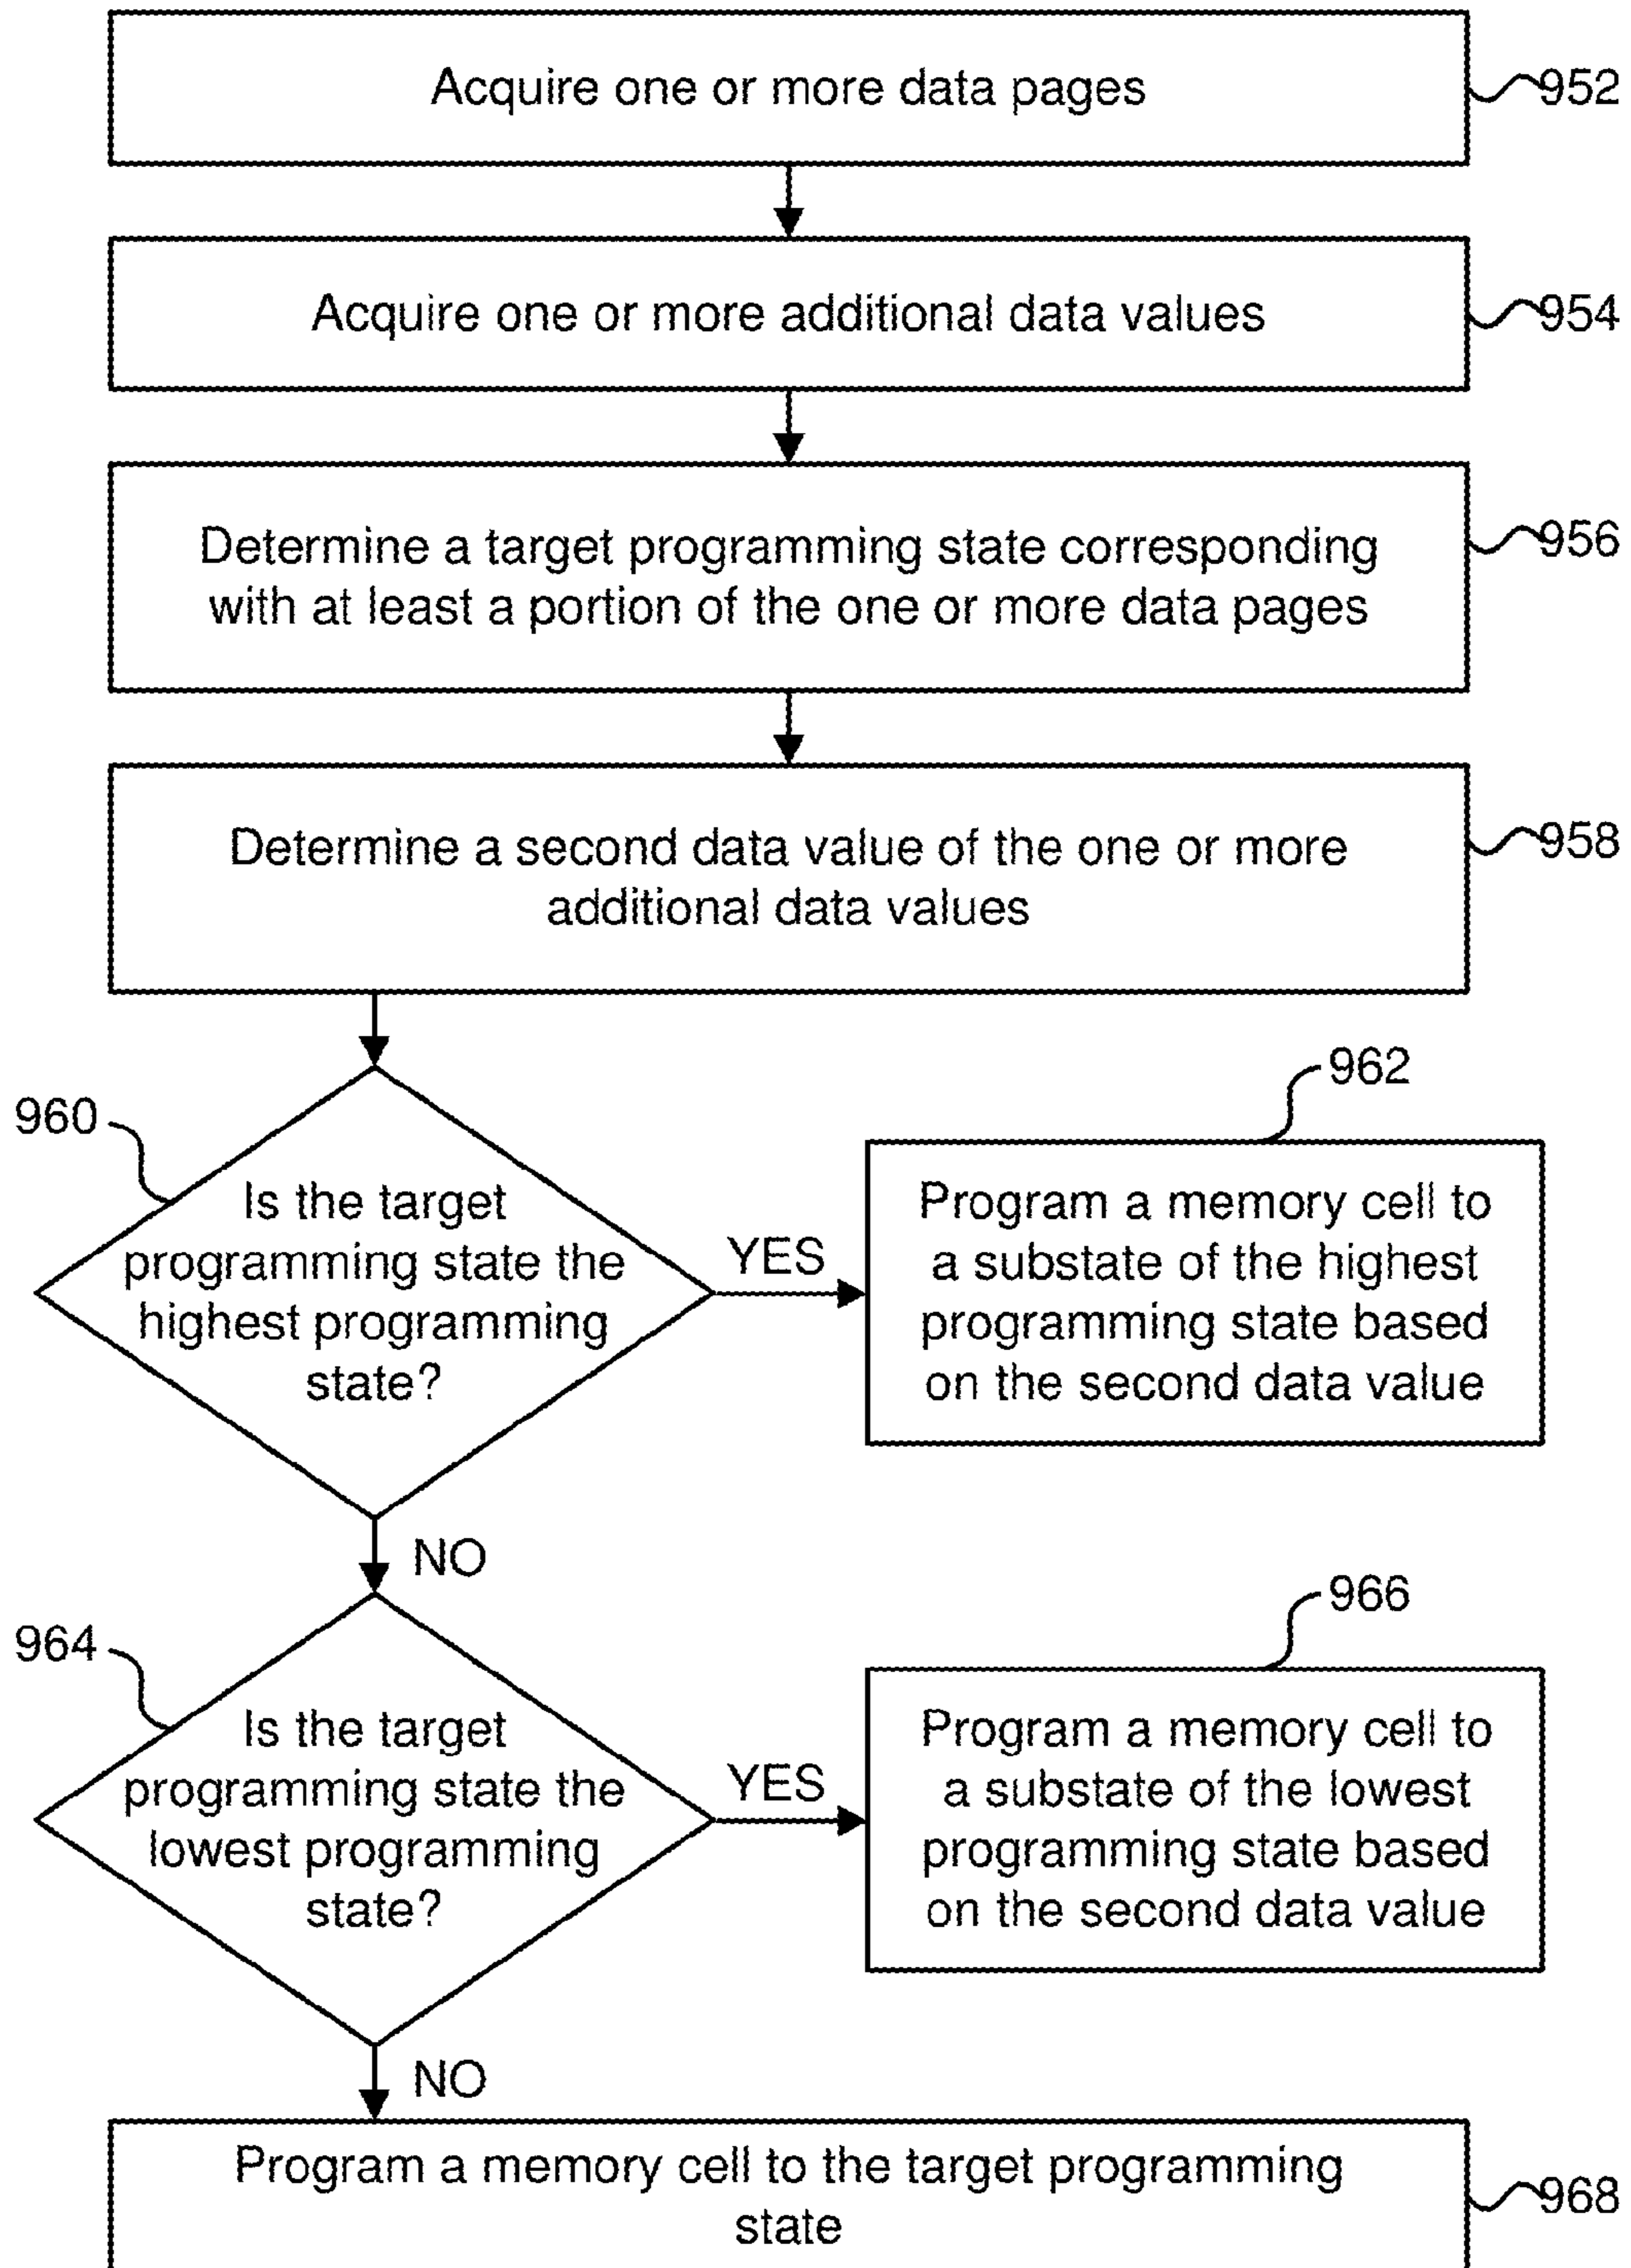 Acquire one or more data pages
952
Acquire one or more additional data values
954
Determine a target programming state corresponding
with at least a portion of the one or more data pages
956
Determine a second data value of the one or more
additional data values
958
960
Is the target
programming state the
highest programming
state?
YES
962
Program a memory cell to
a substate of the highest
programming state based
on the second data value
NO
964
Is the target
programming state the
lowest programming
state?
YES
966
Program a memory cell to
a substate of the lowest
programming state based
on the second data value
NO
Program a memory cell to the target programming
state
968